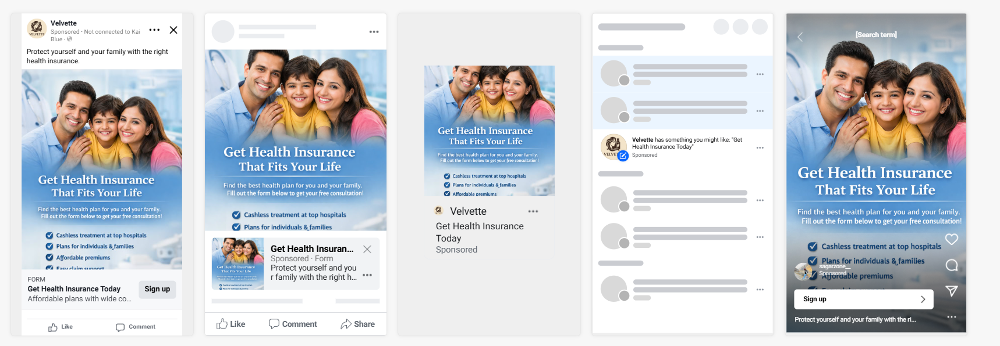 Velvette
Sponsored · Not connected to Kai
Blue ·
Protect yourself and your family with the right
health insurance.
VELVETTE
Get Health Insurance
That Fits Your Life
Find the best health plan for you and your family.
Fill out the form below to get your free consultation!
Cashless treatment at top hospitals
Plans for individuals & families
Affordable premiums
Easy claim support
FORM
Get Health Insurance Today
Affordable plans with wide co...
Sign up
Like
Comment
Get Health Insurance
That Fits Your Life
Find the best health plan for you and your family.
Fill out the form below to get your free consultation!
Cashless treatment at top hospitals
Plans for individuals & families
Get Health Insurance
That Fits Your Life
Get Health Insuran...
Sponsored · Form
Protect yourself and you
r family with the right h...
Like
Comment
Share
Get Health Insurance
That Fits Your Life
Find the best health plan for you and your family.
Fill out the form below to get your free consultation!
Cashless treatment at top hospitals
Plans for individuals & families
Affordable premiums
Velvette
Get Health Insurance
Today
Sponsored
Velvette has something you might like: "Get
Health Insurance Today"
Sponsored
[Search term]
Get Health Insurance
That Fits Your Life
Find the best health plan for you and your family.
Fill out the form below to get your free consultation!
Cashless treatment at top hospitals
Plans for individuals & families
sagarzone__
Sponsored
Affordable premiums
Sign up
Protect yourself and your family with the ri...